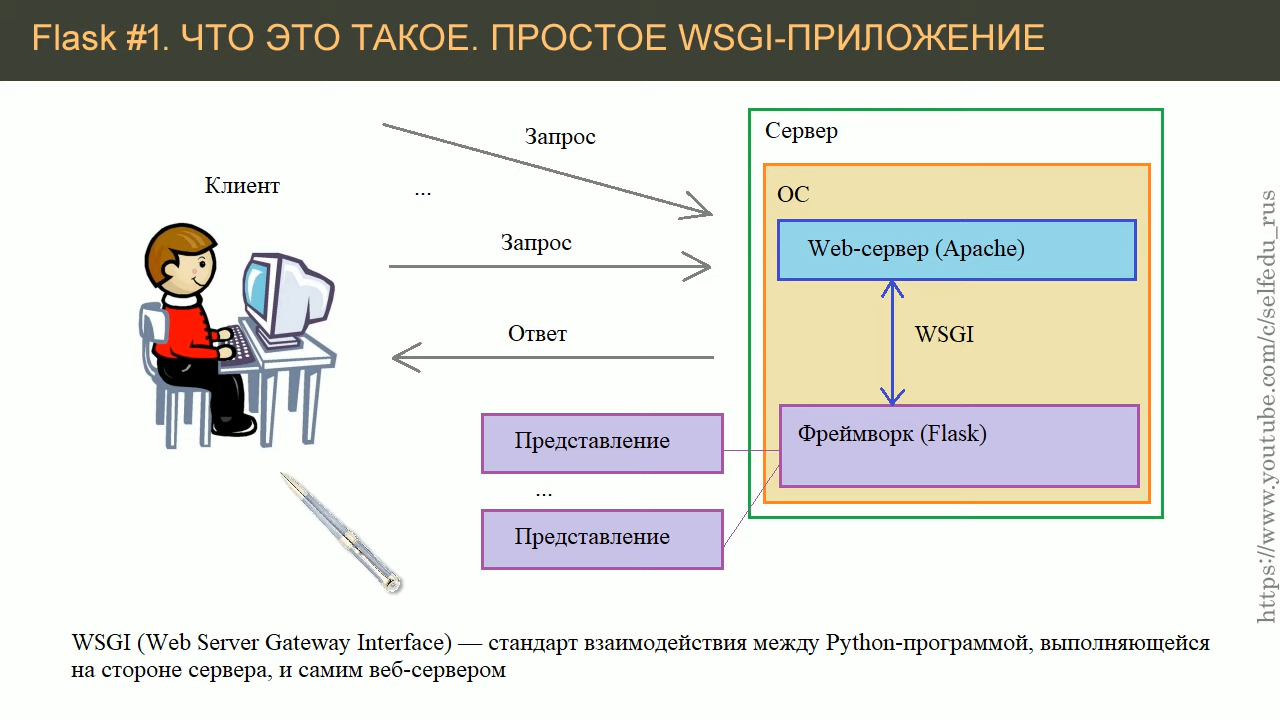 Flask #1. ЧТО ЭТО ТАКОЕ. ПРОСТОЕ WSGI-ПРИЛОЖЕНИЕ
Запрос
Сервер
Клиент
...
ОС
Запрос
Web-сервер (Apache)
Ответ
WSGI
Представление
Фреймворк (Flask)
...
Представление
WSGI (Web Server Gateway Interface) — стандарт взаимодействия между Python-программой, выполняющейся
на стороне сервера, и самим веб-сервером
https://www.youtube.com/c/selfedu_rus